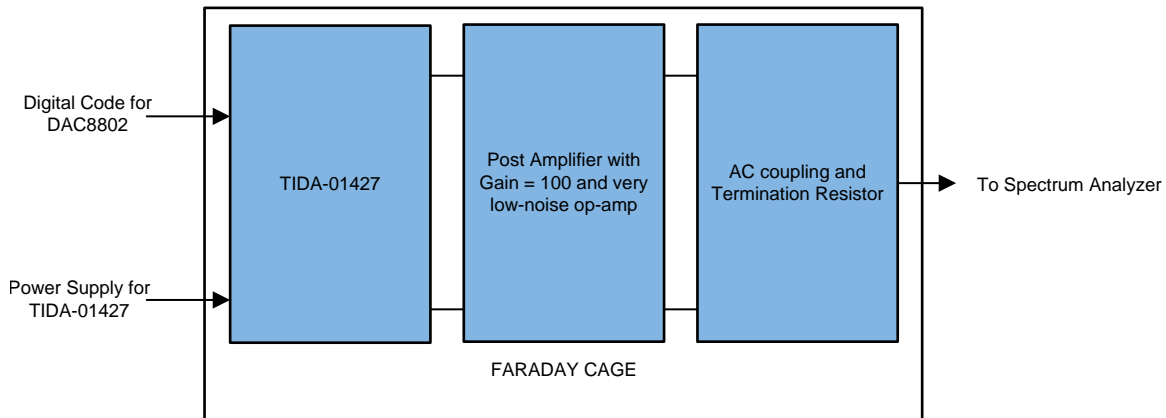 Digital Code for
DAC8802
Power Supply for
TIDA-01427
TIDA-01427
Post Amplifier with
Gain = 100 and very
low-noise op-amp
AC coupling and
Termination Resistor
To Spectrum Analyzer
FARADAY CAGE